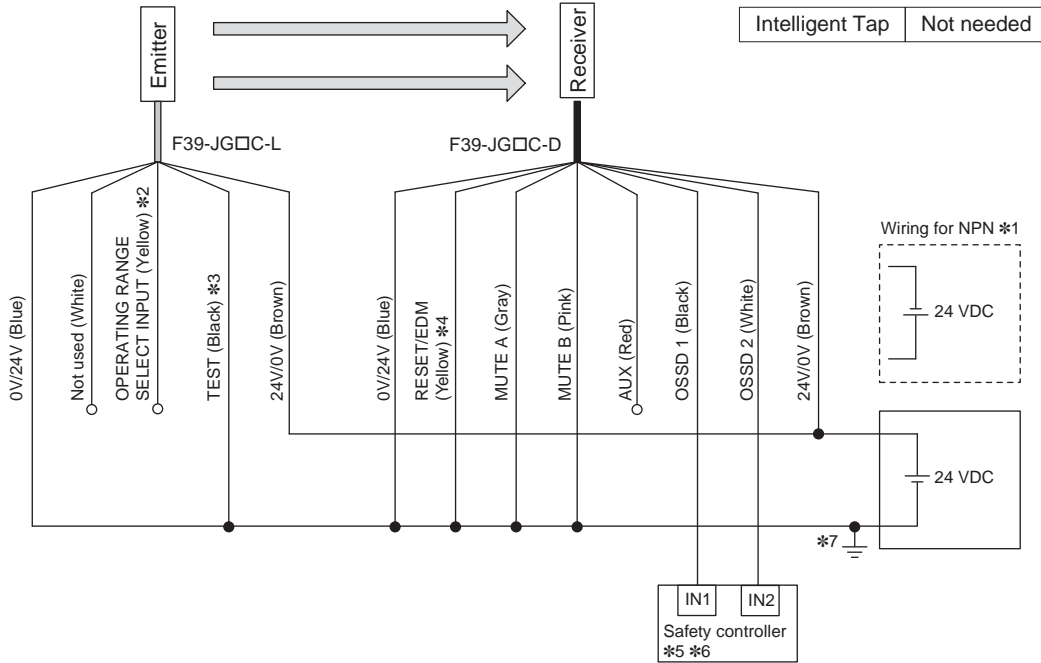 Emitter
Receiver
Intelligent Tap
Not needed
F39-JG□C-L
F39-JG□C-D
0V/24V (Blue)
Not used (White)
OPERATING RANGE
SELECT INPUT (Yellow) ✻2
TEST (Black) ✻3
24V/0V (Brown)
0V/24V (Blue)
RESET/EDM
(Yellow) ✻4
MUTE A (Gray)
MUTE B (Pink)
AUX (Red)
OSSD 1 (Black)
OSSD 2 (White)
24V/0V (Brown)
Wiring for NPN ✻1
24 VDC
24 VDC
✻7
IN1
IN2
Safety controller
✻5 ✻6